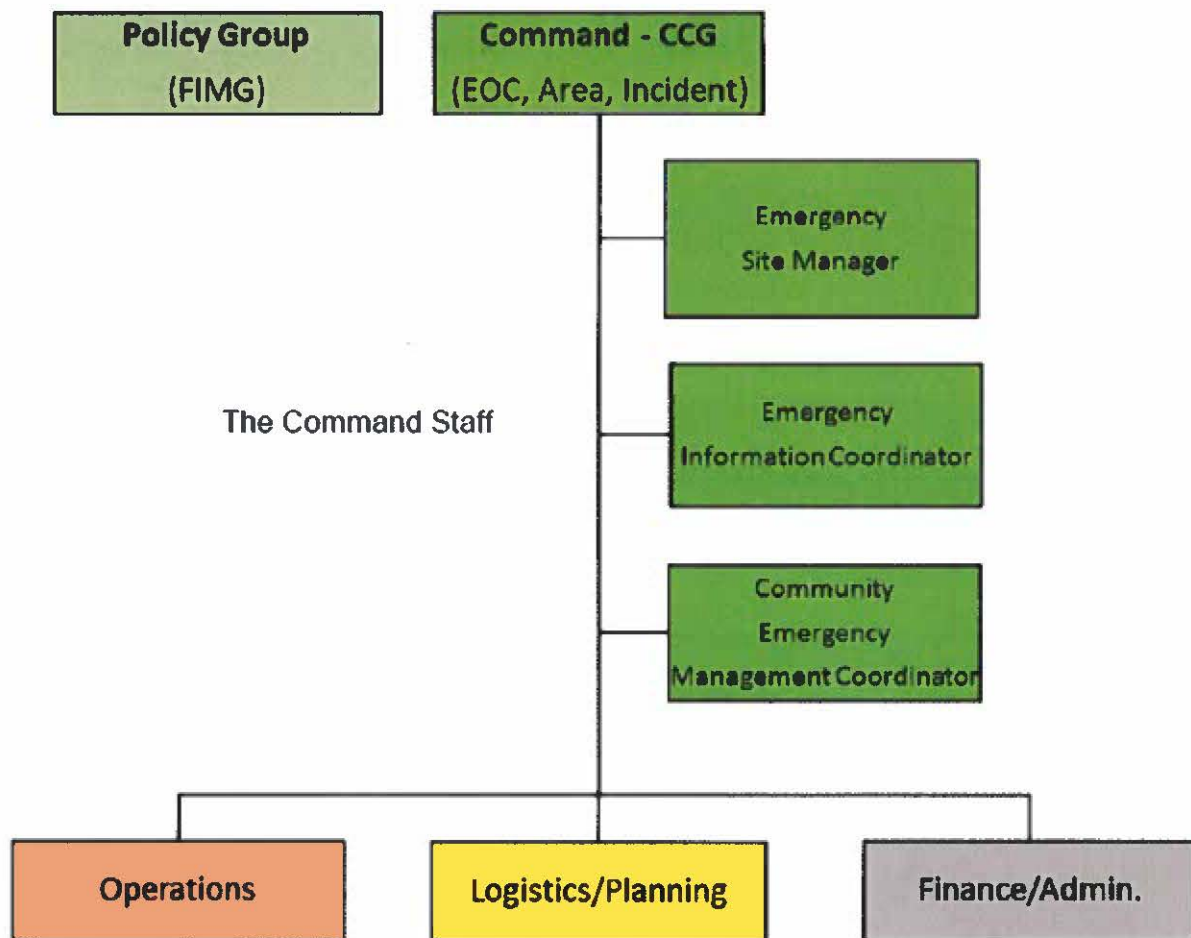 Policy Group
(FIMG)
Command - CCG
(EOC, Area, Incident)
Emergency
Site Manager
The Command Staff
Emergency
Information Coordinator
Community
Emergency
Management Coordinator
Operations
Logistics/Planning
Finance/Admin.